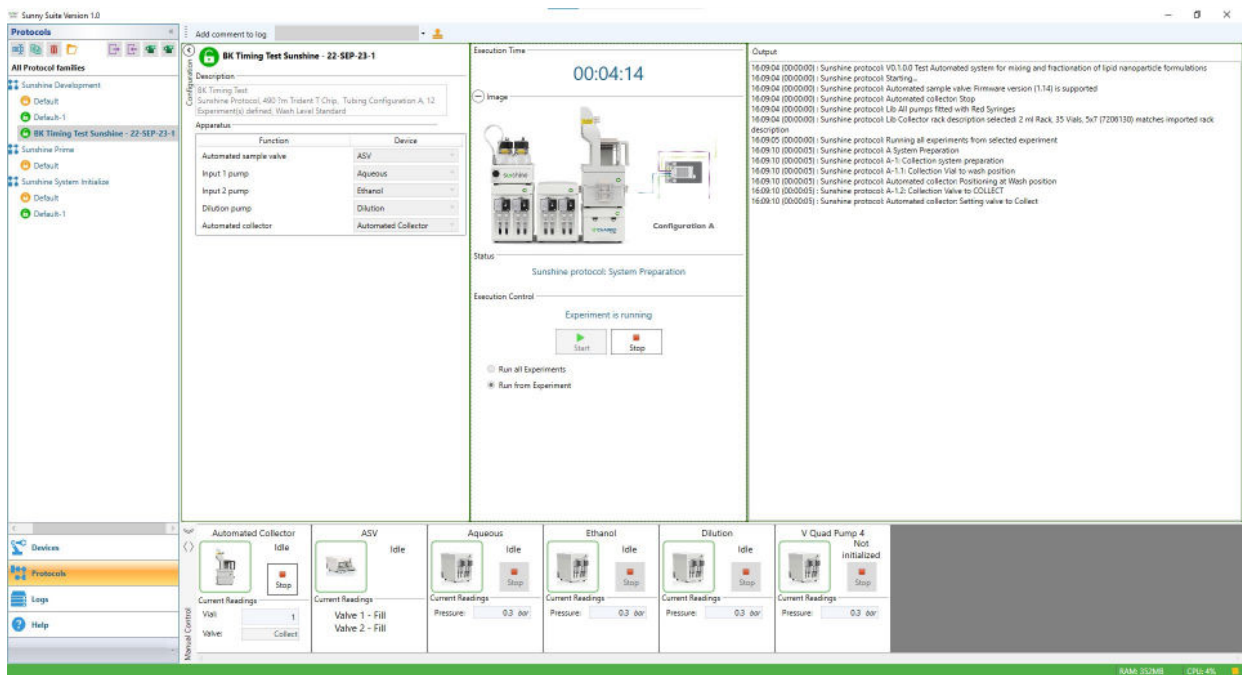 Sunny Suite Version 1.0
Protocols
Add comment to log:
All Protocol families
Sunshine Development
Default
Default-1
BK Timing Test Sunshine - 22-SEP-23-1
Sunshine Prime
Default
Sunshine System Initialize
Default
Default-1
Configuration
BK Timing Test Sunshine - 22-SEP-23-1
Description
BK Timing Test
Sunshine Protocol, 490 ?m Trident T Chip, Tubing Configuration A, 12
Experiment(s) defined, Wash Level Standard
Apparatus
Function Device
Automated sample valve ASV
Input 1 pump Aqueous
Input 2 pump Ethanol
Dilution pump Dilution
Automated collector Automated Collector
Execution Time
00:04:14
Image
sunshine
Configuration A
Status
Sunshine protocol: System Preparation
Execution Control
Experiment is running
Start Stop
Run all Experiments
Run from Experiment
Output
16:09:04 (00:00:00) : Sunshine protocol: V0.1.0.0 Test Automated system for mixing and fractionation of lipid nanoparticle formulations
16:09:04 (00:00:00) : Sunshine protocol: Starting...
16:09:04 (00:00:00) : Sunshine protocol: Automated sample valve: Firmware version (1.14) is supported
16:09:04 (00:00:00) : Sunshine protocol: Automated collector: Stop
16:09:04 (00:00:00) : Sunshine protocol: Lib All pumps fitted with Red Syringes
16:09:04 (00:00:00) : Sunshine protocol: Lib Collector rack description selected: 2 ml Rack, 35 Vials, 5x7 (7206130) matches imported rack
description
16:09:05 (00:00:00) : Sunshine protocol: Running all experiments from selected experiment
16:09:10 (00:00:05) : Sunshine protocol: A System Preparation
16:09:10 (00:00:05) : Sunshine protocol: A-1: Collection system preparation
16:09:10 (00:00:05) : Sunshine protocol: A-1.1: Collection Vial to wash position
16:09:10 (00:00:05) : Sunshine protocol: Automated collector: Positioning at Wash position
16:09:10 (00:00:05) : Sunshine protocol: A-1.2: Collection Valve to COLLECT
16:09:10 (00:00:05) : Sunshine protocol: Automated collector: Setting valve to Collect
Devices
Protocols
Logs
Help
Manual Control
Automated Collector
Idle
Stop
Current Readings
Vial: 1
Valve: Collect
ASV
Idle
Current Readings
Valve 1 - Fill
Valve 2 - Fill
Aqueous
Idle
Stop
Current Readings
Pressure: 0.3 bar
Ethanol
Idle
Stop
Current Readings
Pressure: 0.3 bar
Dilution
Idle
Stop
Current Readings
Pressure: 0.3 bar
V Quad Pump 4
Not
initialized
Stop
Current Readings
Pressure: 0.3 bar
RAM: 352MB CPU: 4%